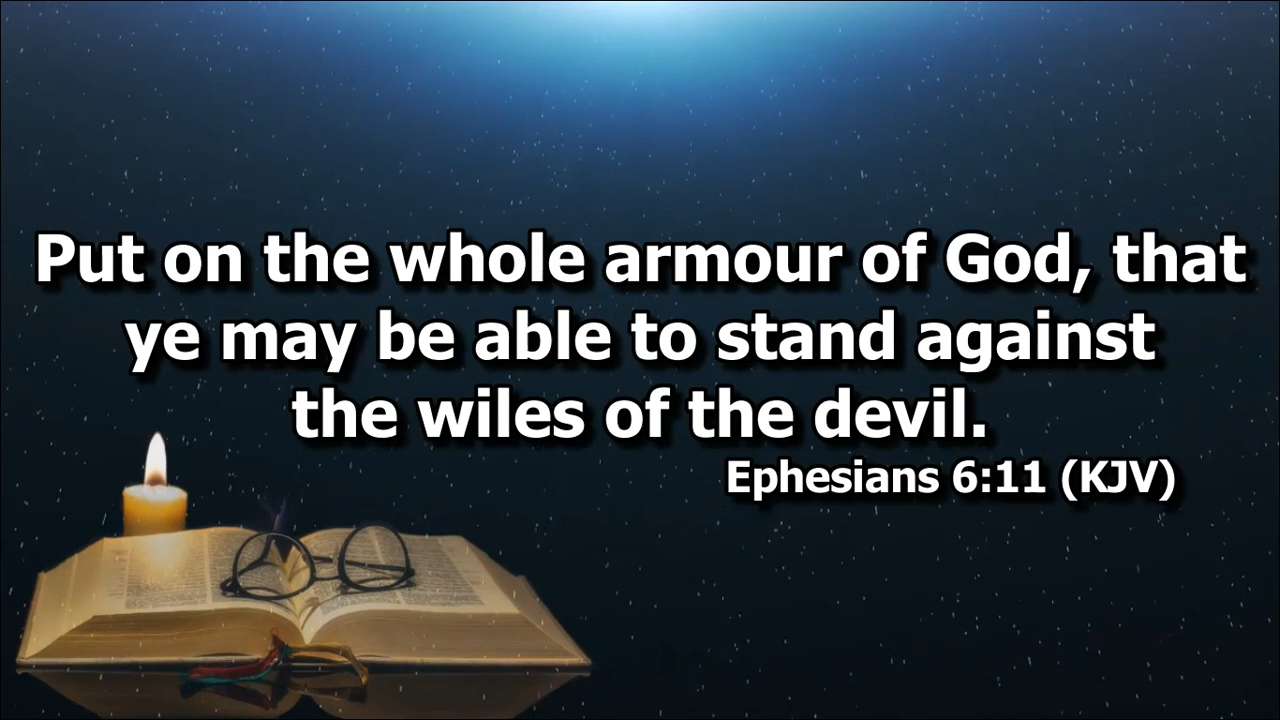 Put on the whole armour of God, that
ye may be able to stand against
the wiles of the devil.
Ephesians 6:11 (KJV)